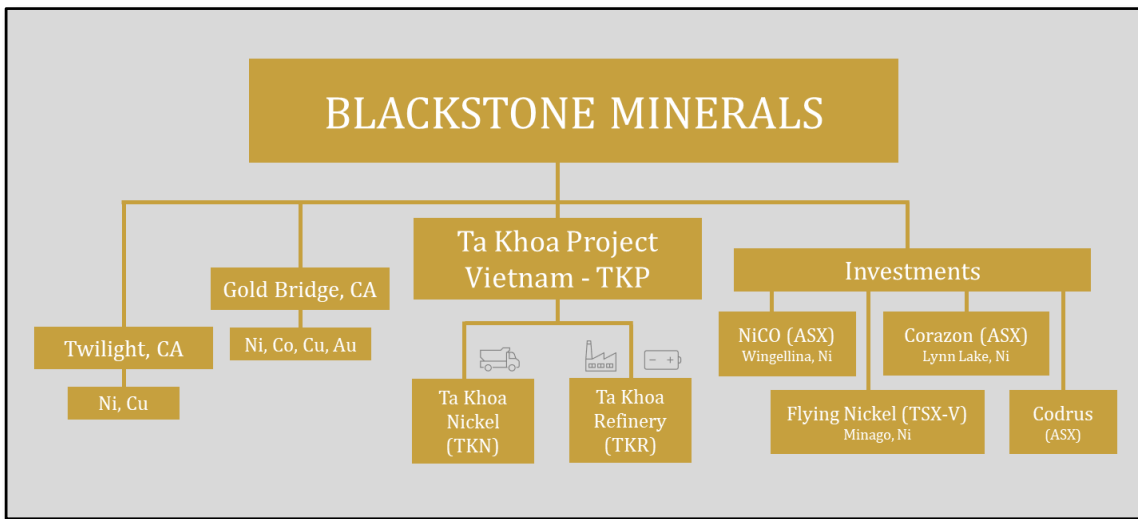 BLACKSTONE MINERALS
Ta Khoa Project
Vietnam - TKP
Investments
Gold Bridge, CA
Ni, Co, Cu, Au
Twilight, CA
Ni, Cu
Ta Khoa
Nickel
(TKN)
Ta Khoa
Refinery
(TKR)
NiCO (ASX)
Wingellina, Ni
Corazon (ASX)
Lynn Lake, Ni
Flying Nickel (TSX-V)
Minago, Ni
Codrus
(ASX)